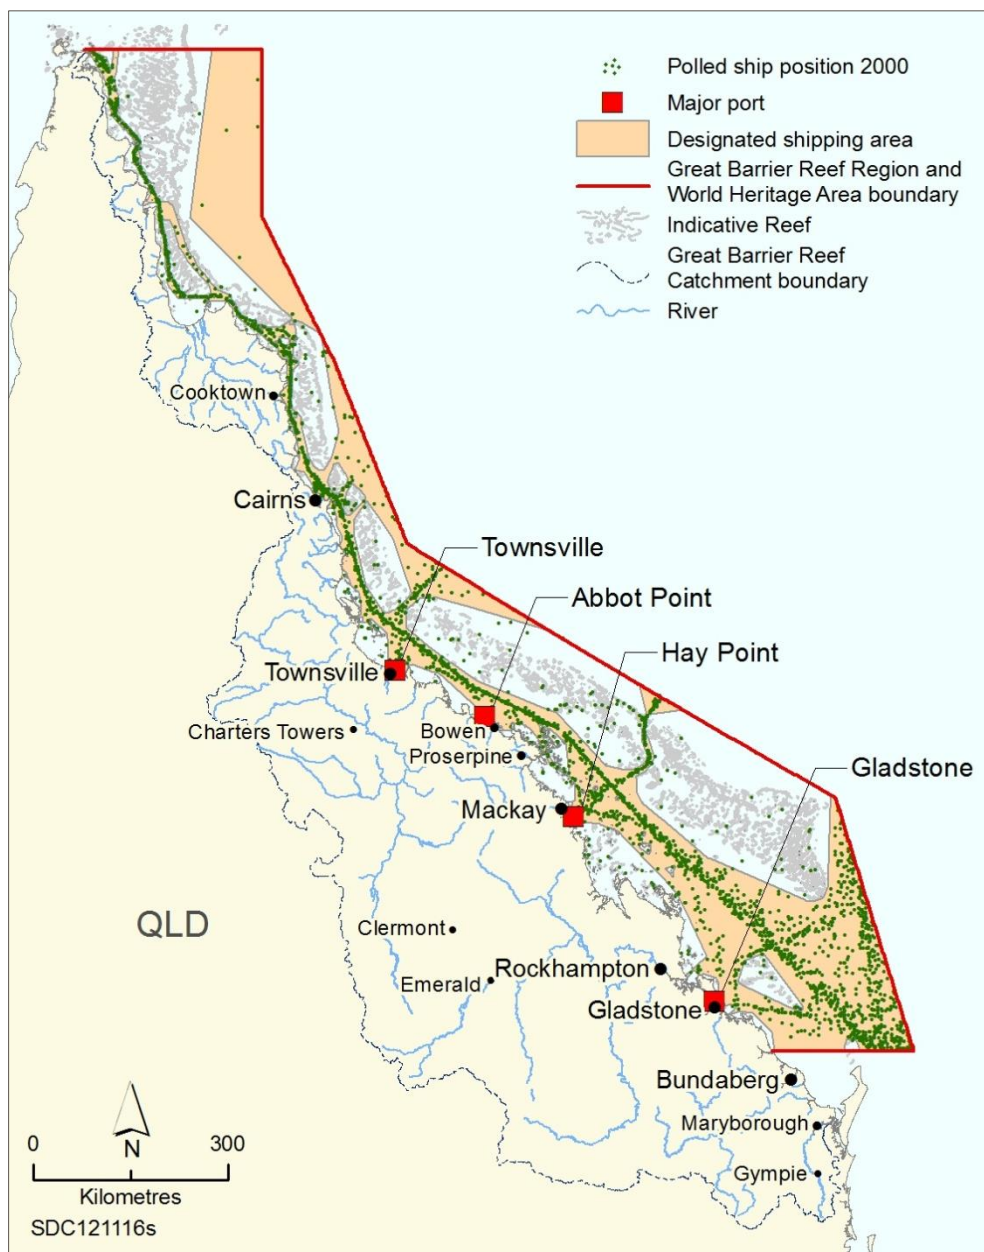 Polled ship position 2000
Major port
Designated shipping area
Great Barrier Reef Region and
World Heritage Area boundary
Indicative Reef
Great Barrier Reef
Catchment boundary
River
Cooktown
Cairns
Townsville
Abbot Point
Hay Point
Townsville
Charters Towers
Bowen
Proserpine
Gladstone
Mackay
QLD
Clermont
Rockhampton
Emerald
Gladstone
Bundaberg
Maryborough
Gympie
0 300
N
Kilometres
SDC121116s